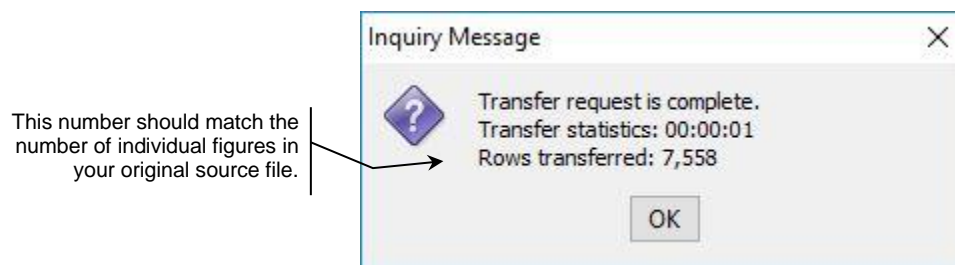 Inquiry Message
This number should match the
number of individual figures in
your original source file.
Transfer request is complete.
Transfer statistics: 00:00:01
Rows transferred: 7,558
OK